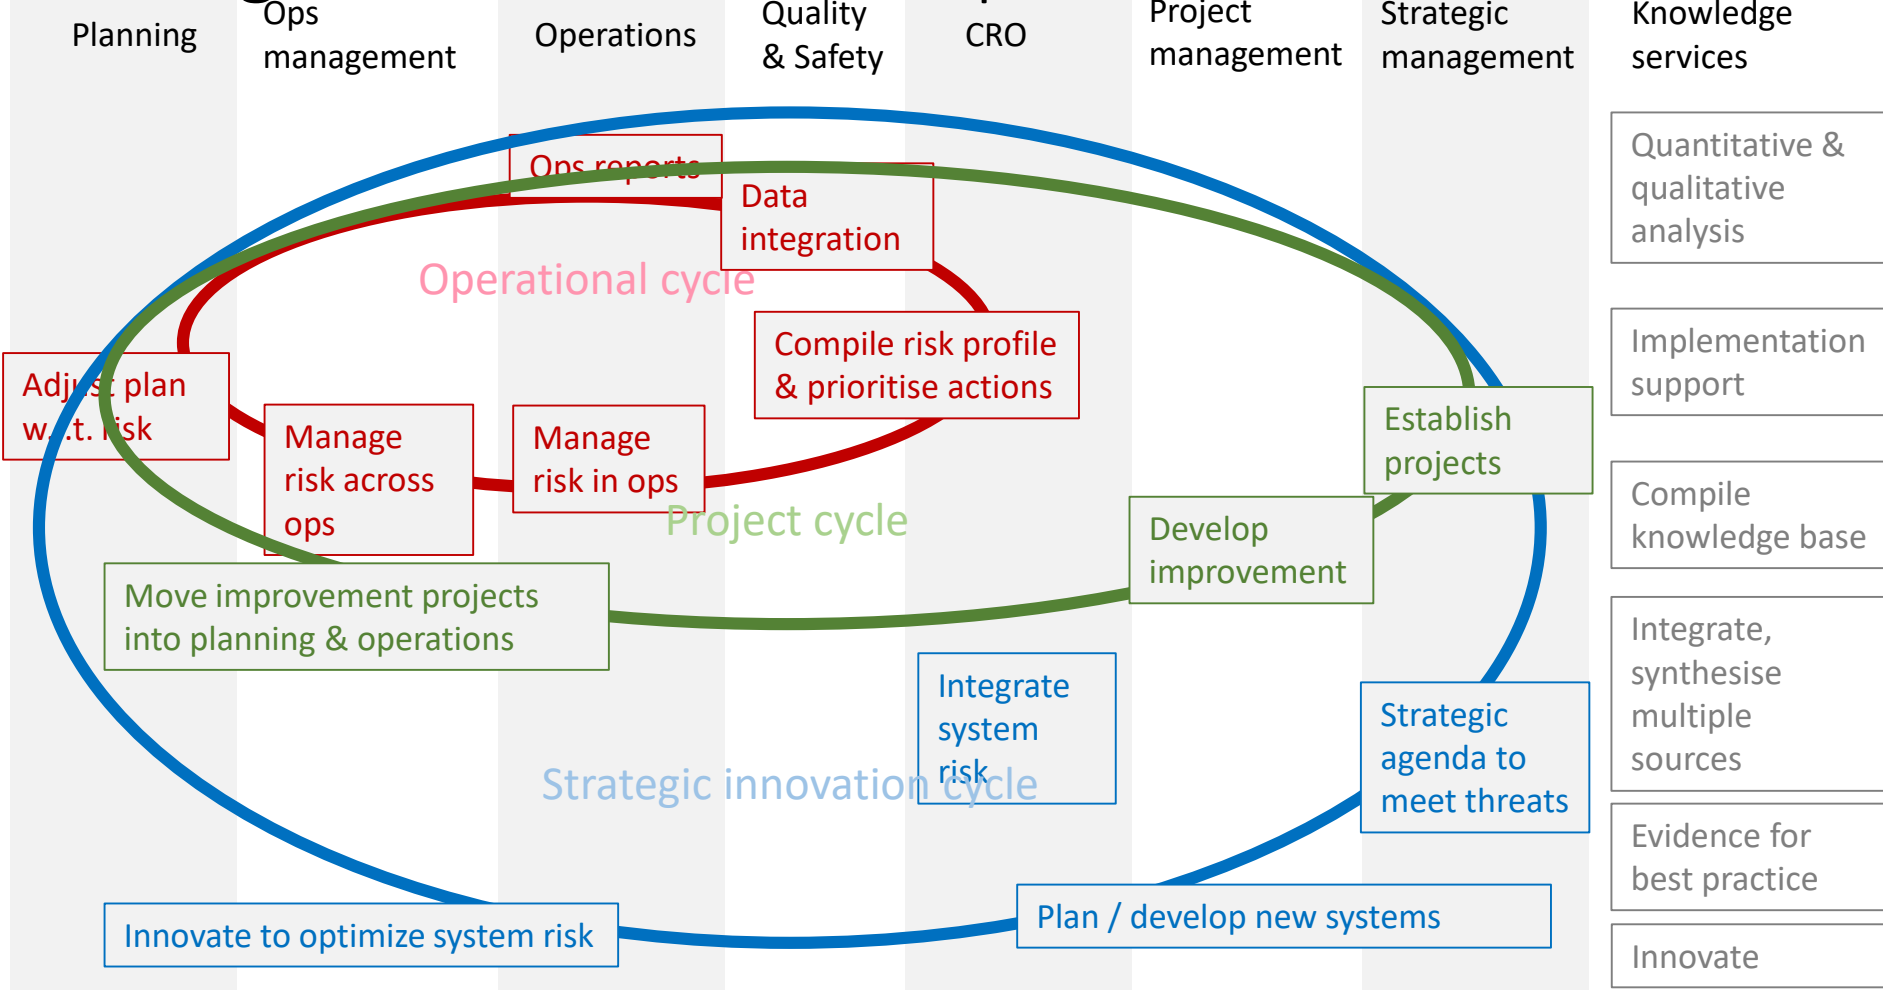 Planning
Ops
management
Operations
Quality
& Safety
CRO
Project
management
Strategic
management
Knowledge
services
Ops reports
Data
integration
Operational cycle
Compile risk profile
& prioritise actions
Adjust plan
w.r.t. risk
Manage
risk across
ops
Manage
risk in ops
Project cycle
Establish
projects
Develop
improvement
Move improvement projects
into planning & operations
Integrate
system
risk
Strategic innovation cycle
Strategic
agenda to
meet threats
Plan / develop new systems
Innovate to optimize system risk
Quantitative &
qualitative
analysis
Implementation
support
Compile
knowledge base
Integrate,
synthesise
multiple
sources
Evidence for
best practice
Innovate